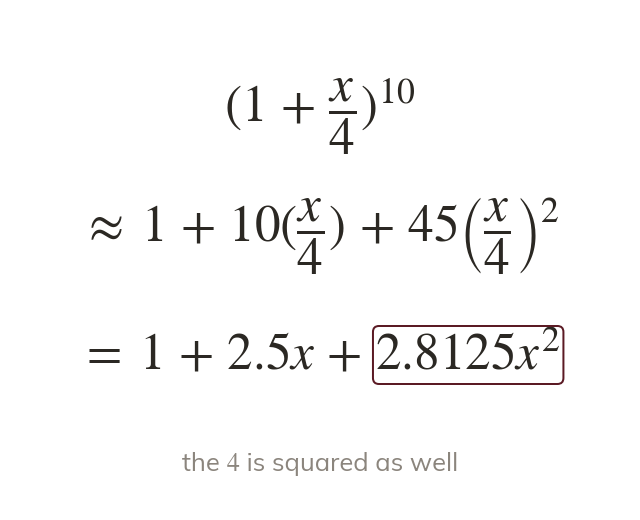 (1 + x/4)^10
≈ 1 + 10(x/4) + 45(x/4)^2
= 1 + 2.5x + 2.8125x^2
the 4 is squared as well